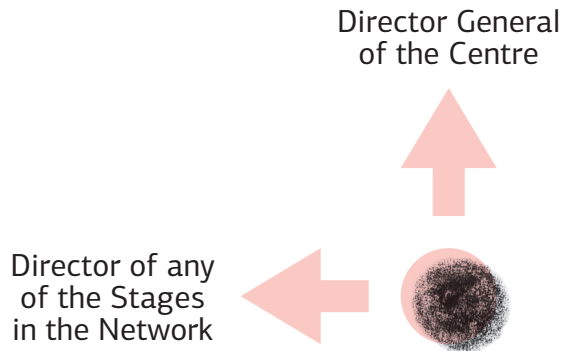 Director General
of the Centre
Director of any
of the Stages
in the Network